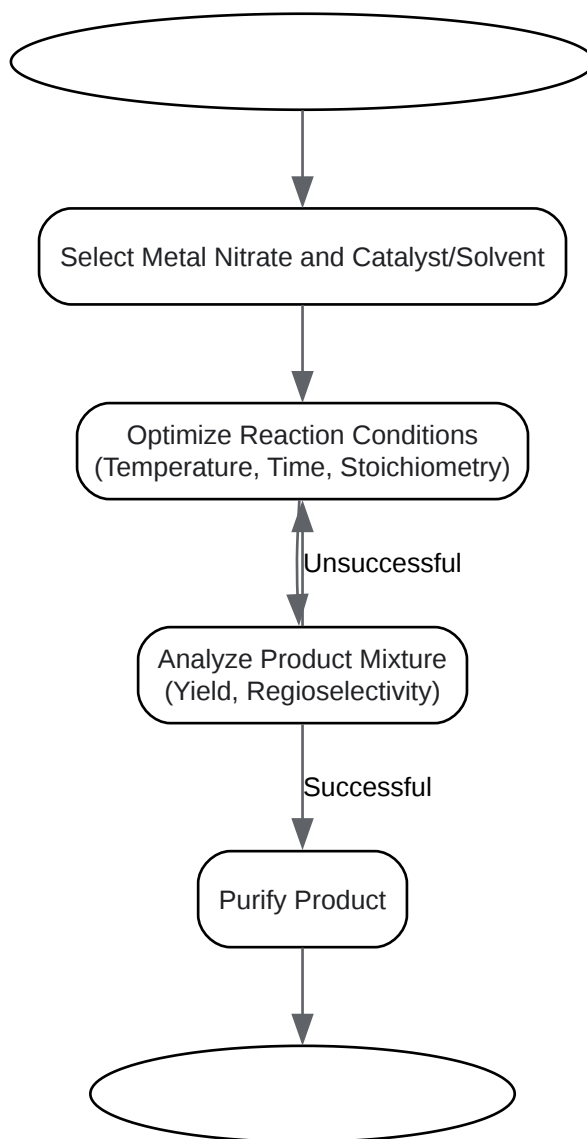 Select Metal Nitrate and Catalyst/Solvent
Optimize Reaction Conditions
(Temperature, Time, Stoichiometry)
Unsuccessful
Analyze Product Mixture
(Yield, Regioselectivity)
Successful
Purify Product